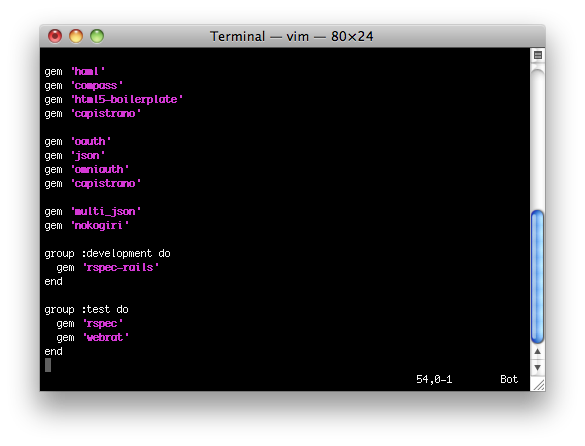 Terminal — vim — 80×24
gem 'haml'
gem 'compass'
gem 'html5-boilerplate'
gem 'capistrano'
gem 'oauth'
gem 'json'
gem 'omniauth'
gem 'capistrano'
gem 'multi_json'
gem 'nokogiri'
group :development do
  gem 'rspec-rails'
end
group :test do
  gem 'rspec'
  gem 'webrat'
end
54,0-1 Bot